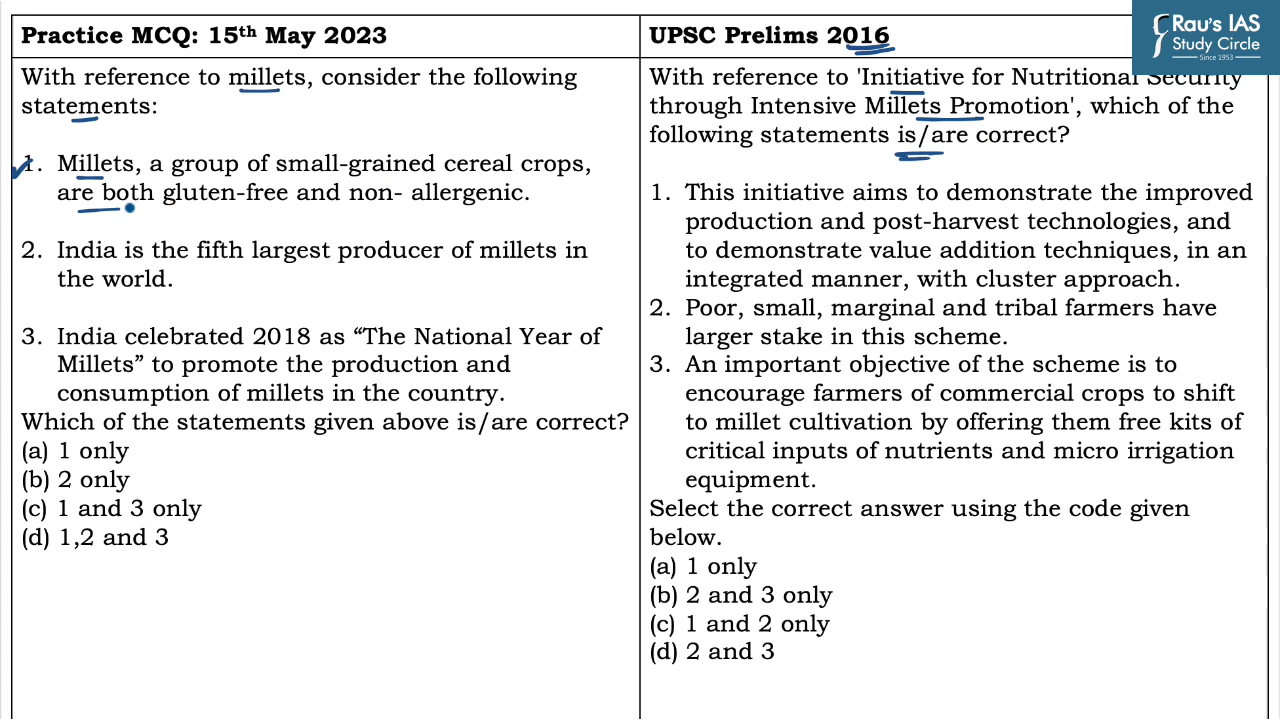 Practice MCQ: 15th May 2023
With reference to millets, consider the following
statements:
1. Millets, a group of small-grained cereal crops,
are both gluten-free and non- allergenic.
2. India is the fifth largest producer of millets in
the world.
3. India celebrated 2018 as “The National Year of
Millets” to promote the production and
consumption of millets in the country.
Which of the statements given above is/are correct?
(a) 1 only
(b) 2 only
(c) 1 and 3 only
(d) 1,2 and 3
UPSC Prelims 2016
With reference to 'Initiative for Nutritional Security
through Intensive Millets Promotion', which of the
following statements is/are correct?
1. This initiative aims to demonstrate the improved
production and post-harvest technologies, and
to demonstrate value addition techniques, in an
integrated manner, with cluster approach.
2. Poor, small, marginal and tribal farmers have
larger stake in this scheme.
3. An important objective of the scheme is to
encourage farmers of commercial crops to shift
to millet cultivation by offering them free kits of
critical inputs of nutrients and micro irrigation
equipment.
Select the correct answer using the code given
below.
(a) 1 only
(b) 2 and 3 only
(c) 1 and 2 only
(d) 2 and 3
Rau's IAS
Study Circle
Since 1953